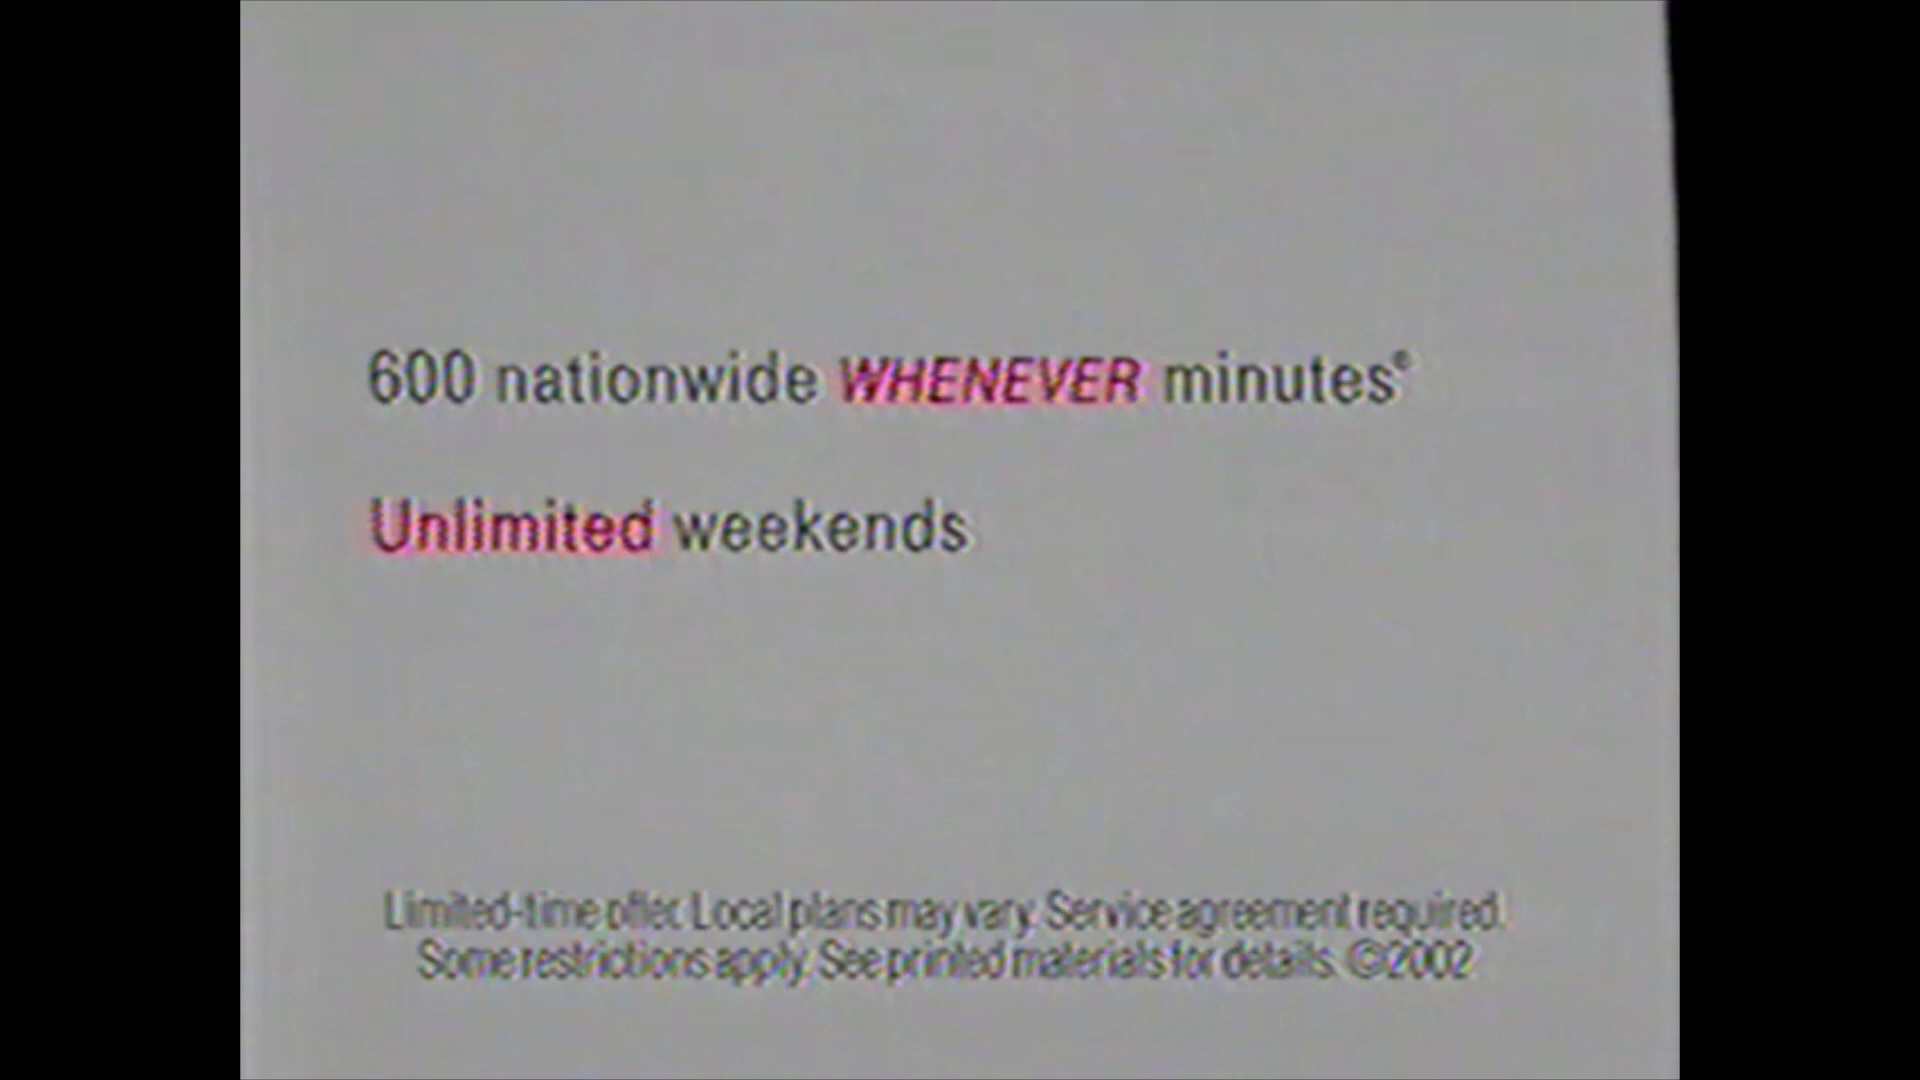 600 nationwide WHENEVER minutes®
Unlimited weekends
Limited-time offer. Local plans may vary. Service agreement required.
Some restrictions apply. See printed materials for details. ©2002